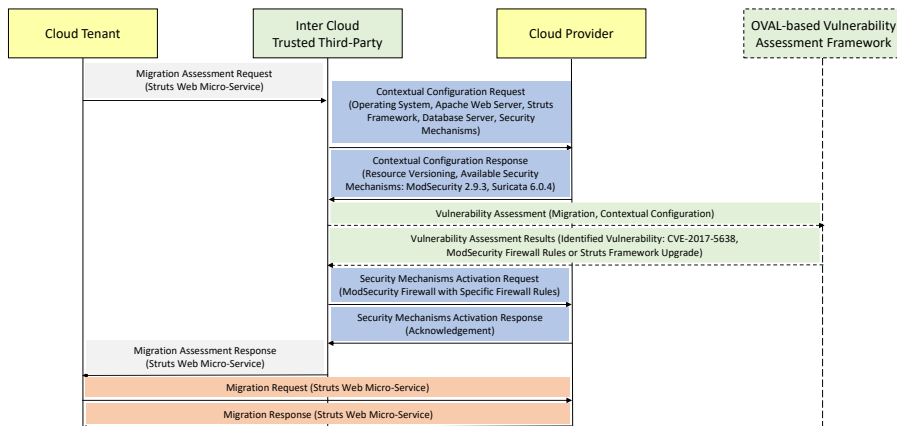 Cloud Tenant
Inter Cloud
Trusted Third-Party
Cloud Provider
OVAL-based Vulnerability
Assessment Framework
Migration Assessment Request
(Struts Web Micro-Service)
Contextual Configuration Request
(Operating System, Apache Web Server, Struts
Framework, Database Server, Security
Mechanisms)
Contextual Configuration Response
(Resource Versioning, Available Security
Mechanisms: ModSecurity 2.9.3, Suricata 6.0.4)
Vulnerability Assessment (Migration, Contextual Configuration)
Vulnerability Assessment Results (Identified Vulnerability: CVE-2017-5638,
ModSecurity Firewall Rules or Struts Framework Upgrade)
Security Mechanisms Activation Request
(ModSecurity Firewall with Specific Firewall Rules)
Security Mechanisms Activation Response
(Acknowledgement)
Migration Assessment Response
(Struts Web Micro-Service)
Migration Request (Struts Web Micro-Service)
Migration Response (Struts Web Micro-Service)